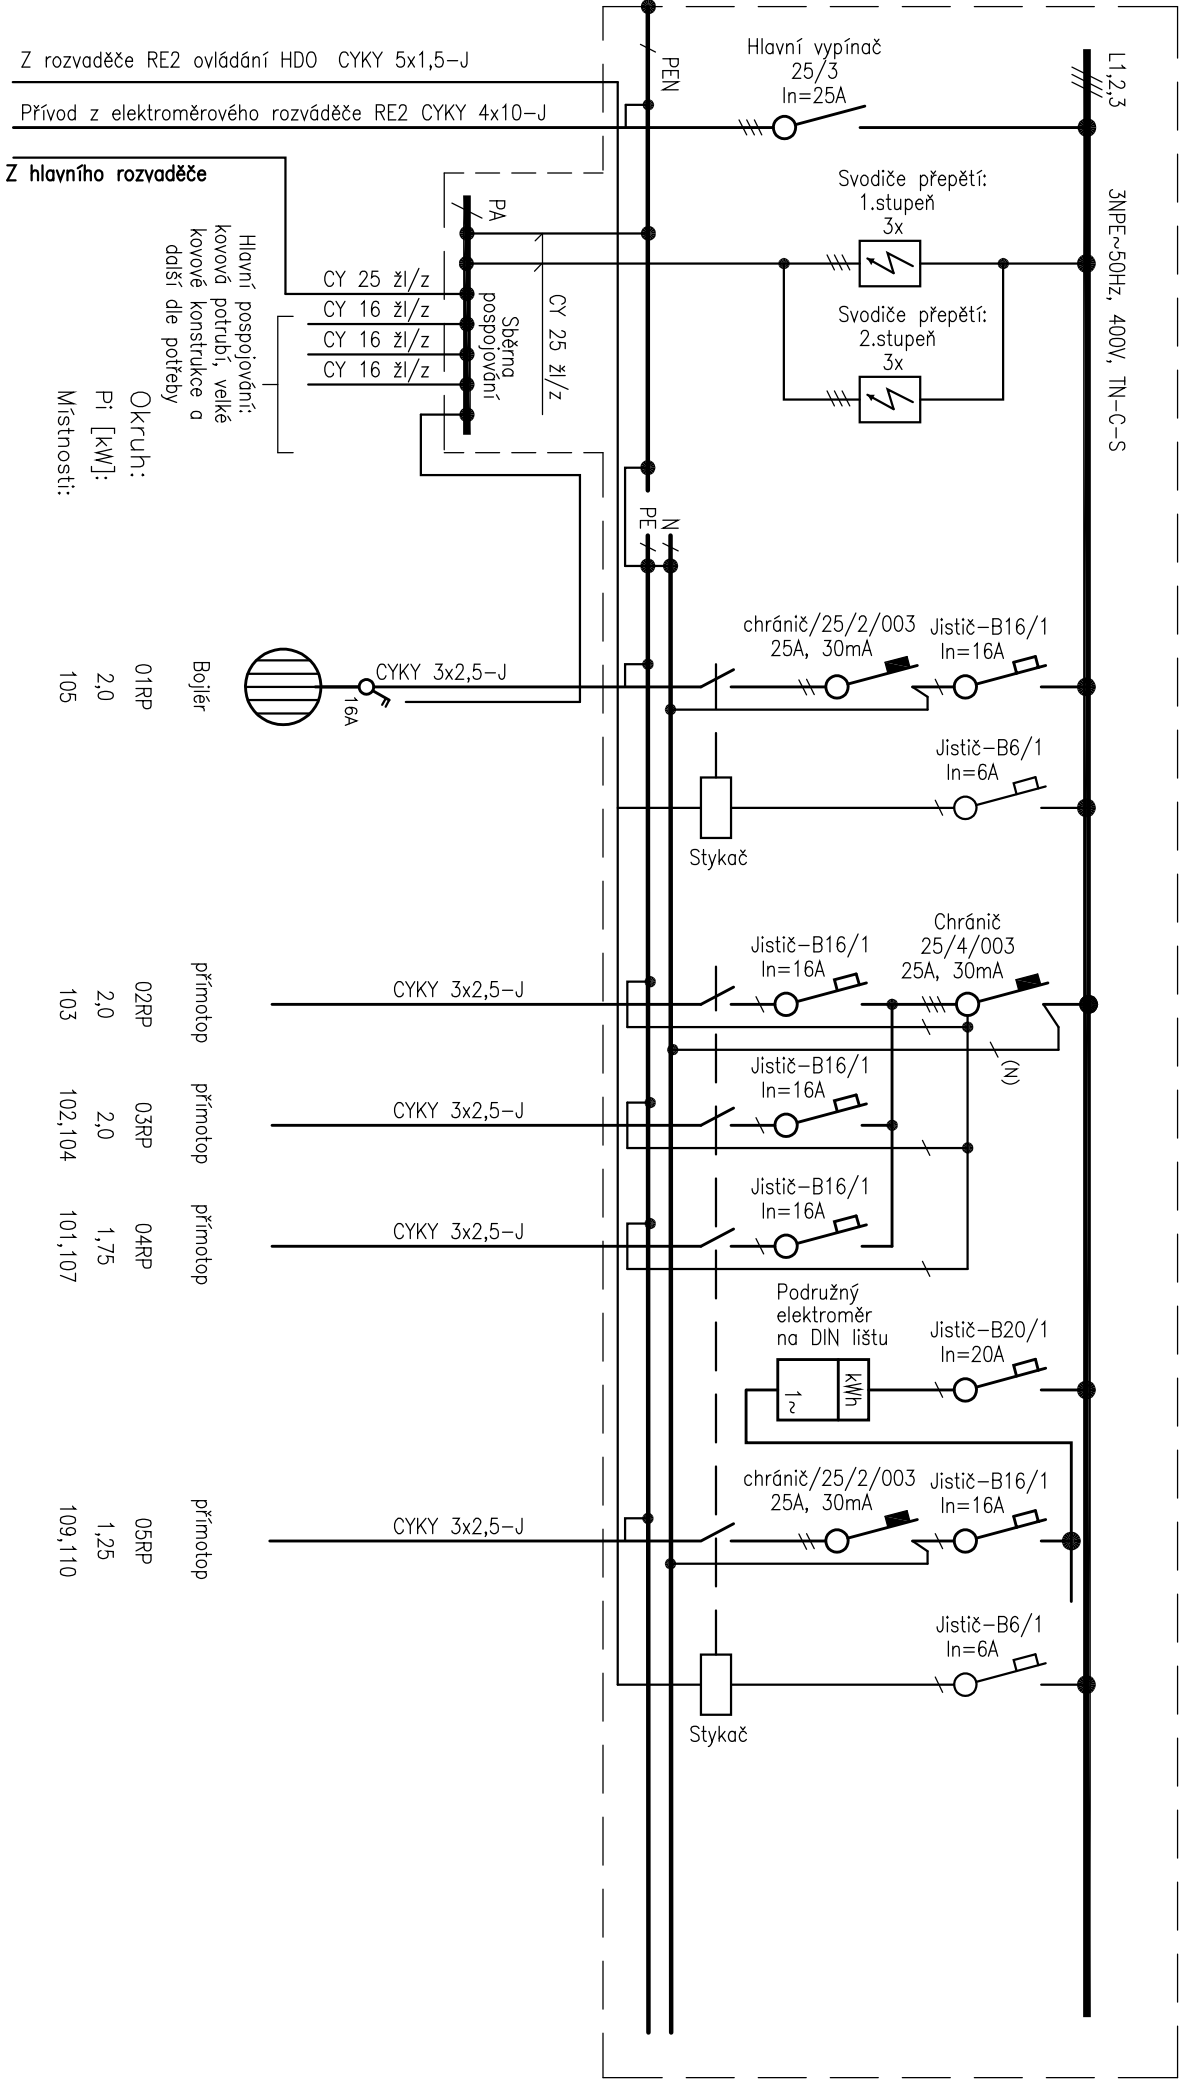 Z rozvaděče RE2 ovládání HDO  CYKY 5x1,5-J
Přívod z elektroměrového rozváděče RE2 CYKY 4x10-J
Z hlavního rozvaděče
PEN
Hlavní vypínač
25/3
In=25A
L1,2,3
3NPE~50Hz, 400V, TN-C-S
Svodiče přepětí:
1.stupeň
3x
Svodiče přepětí:
2.stupeň
3x
PA
CY 25 žl/z
Sběrna
pospojování
CY 25 žl/z
CY 16 žl/z
CY 16 žl/z
CY 16 žl/z
Hlavní pospojování:
kovová potrubí, velké
kovové konstrukce a
další dle potřeby
Okruh:
Pi [kW]:
Místnosti:
N
PE
chránič/25/2/003
25A, 30mA
Jistič-B16/1
In=16A
CYKY 3x2,5-J
16A
Bojlér
01RP
2,0
105
Jistič-B6/1
In=6A
Stykač
Chránič
25/4/003
25A, 30mA
Jistič-B16/1
In=16A
CYKY 3x2,5-J
přímotop
02RP
2,0
103
(N)
Jistič-B16/1
In=16A
CYKY 3x2,5-J
přímotop
03RP
2,0
102,104
Jistič-B16/1
In=16A
CYKY 3x2,5-J
přímotop
04RP
1,75
101,107
Podružný
elektroměr
na DIN lištu
kWh
1~
Jistič-B20/1
In=20A
chránič/25/2/003
25A, 30mA
Jistič-B16/1
In=16A
CYKY 3x2,5-J
přímotop
05RP
1,25
109,110
Jistič-B6/1
In=6A
Stykač